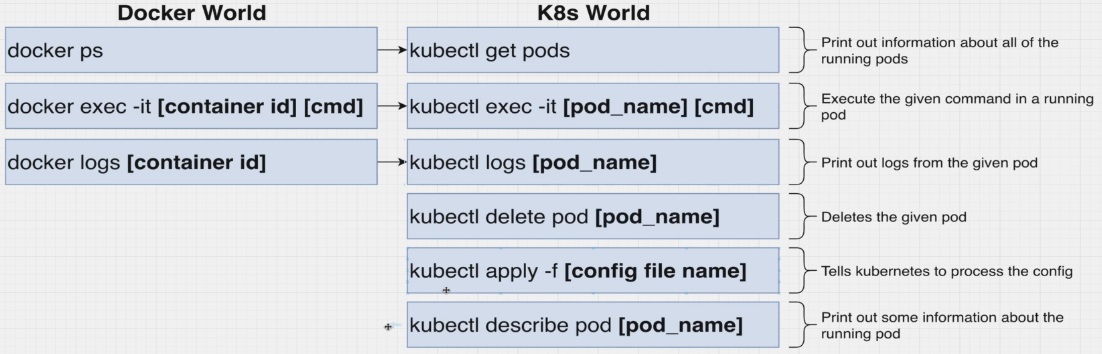 Docker World
K8s World
docker ps
kubectl get pods
Print out information about all of the
running pods
docker exec -it [container id] [cmd]
kubectl exec -it [pod_name] [cmd]
Execute the given command in a running
pod
docker logs [container id]
kubectl logs [pod_name]
Print out logs from the given pod
kubectl delete pod [pod_name]
Deletes the given pod
kubectl apply -f [config file name]
Tells kubernetes to process the config
kubectl describe pod [pod_name]
Print out some information about the
running pod